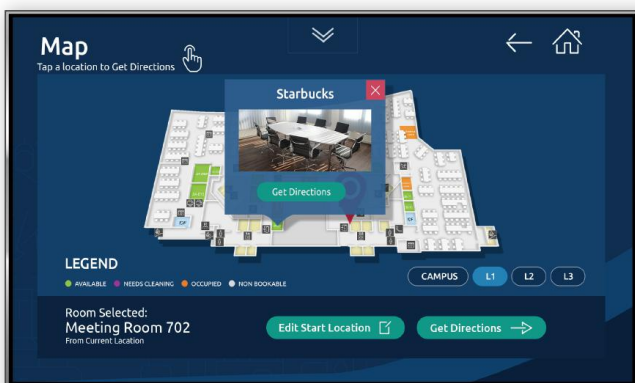 Map
Tap a location to Get Directions
Starbucks
Get Directions
LEGEND
AVAILABLE
NEEDS CLEANING
OCCUPIED
NON BOOKABLE
CAMPUS
L1
L2
L3
Room Selected:
Meeting Room 702
From Current Location
Edit Start Location
Get Directions